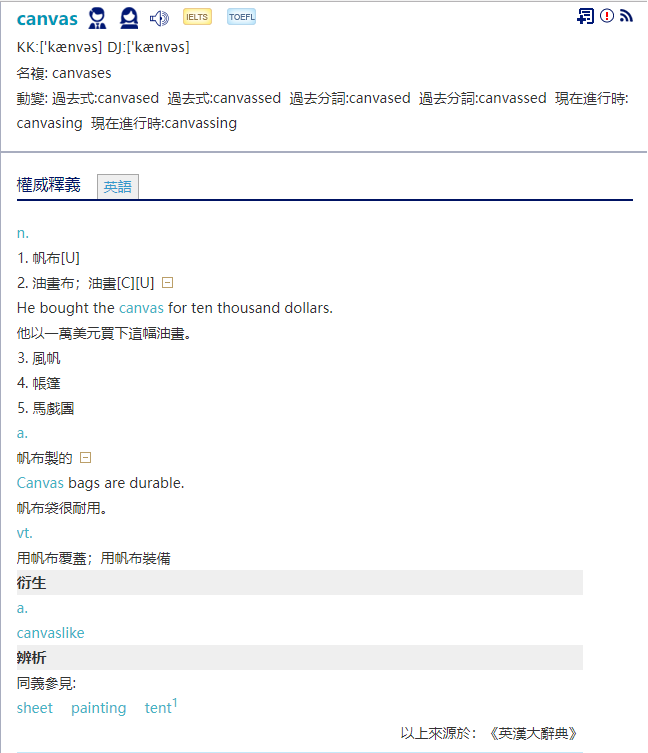 canvas IELTS TOEFL
KK:['kænvəs] DJ:['kænvəs]
名複: canvases
動變: 過去式:canvased 過去式:canvassed 過去分詞:canvased 過去分詞:canvassed 現在進行時:
canvasing 現在進行時:canvassing
權威釋義 英語
n.
1. 帆布[U]
2. 油畫布；油畫[C][U]
He bought the canvas for ten thousand dollars.
他以一萬美元買下這幅油畫。
3. 風帆
4. 帳篷
5. 馬戲團
a.
帆布製的
Canvas bags are durable.
帆布袋很耐用。
vt.
用帆布覆蓋；用帆布裝備
衍生
a.
canvaslike
辨析
同義參見:
sheet painting tent1
以上來源於：《英漢大辭典》